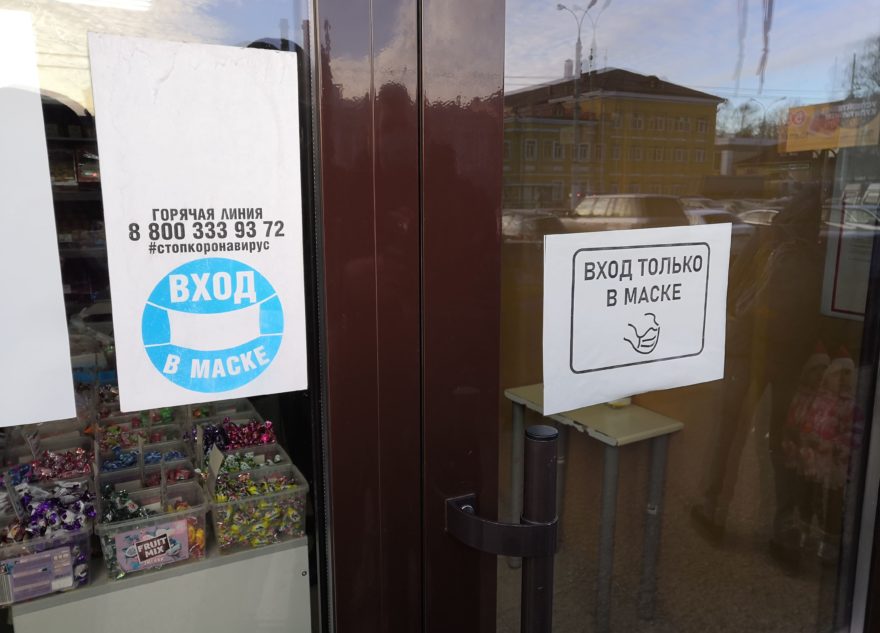 ГОРЯЧАЯ ЛИНИЯ
8 800 333 93 72
#СТОПКОРОНАВИРУС
ВХОД
В МАСКЕ
ВХОД ТОЛЬКО
В МАСКЕ
FRUIT
MIX